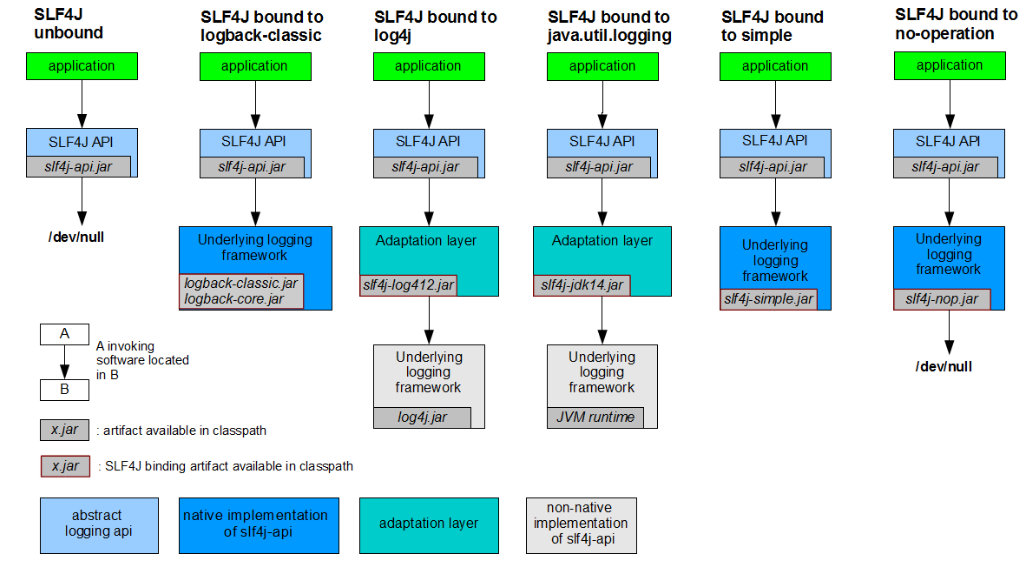 SLF4J
unbound
SLF4J bound to
logback-classic
SLF4J bound to
log4j
SLF4J bound to
java.util.logging
SLF4J bound
to simple
SLF4J bound to
no-operation
application
application
application
application
application
application
SLF4J API
slf4j-api.jar
SLF4J API
slf4j-api.jar
SLF4J API
slf4j-api.jar
SLF4J API
slf4j-api.jar
SLF4J API
slf4j-api.jar
SLF4J API
slf4j-api.jar
/dev/null
Underlying logging
framework
logback-classic.jar
logback-core.jar
Adaptation layer
slf4j-log412.jar
Adaptation layer
slf4j-jdk14.jar
Underlying
logging
framework
slf4j-simple.jar
Underlying
logging
framework
slf4j-nop.jar
A
B
A invoking
software located
in B
Underlying
logging
framework
log4j.jar
Underlying
logging
framework
JVM runtime
/dev/null
x.jar
: artifact available in classpath
x.jar
: SLF4J binding artifact available in classpath
abstract
logging api
native implementation
of slf4j-api
adaptation layer
non-native
implementation
of slf4j-api